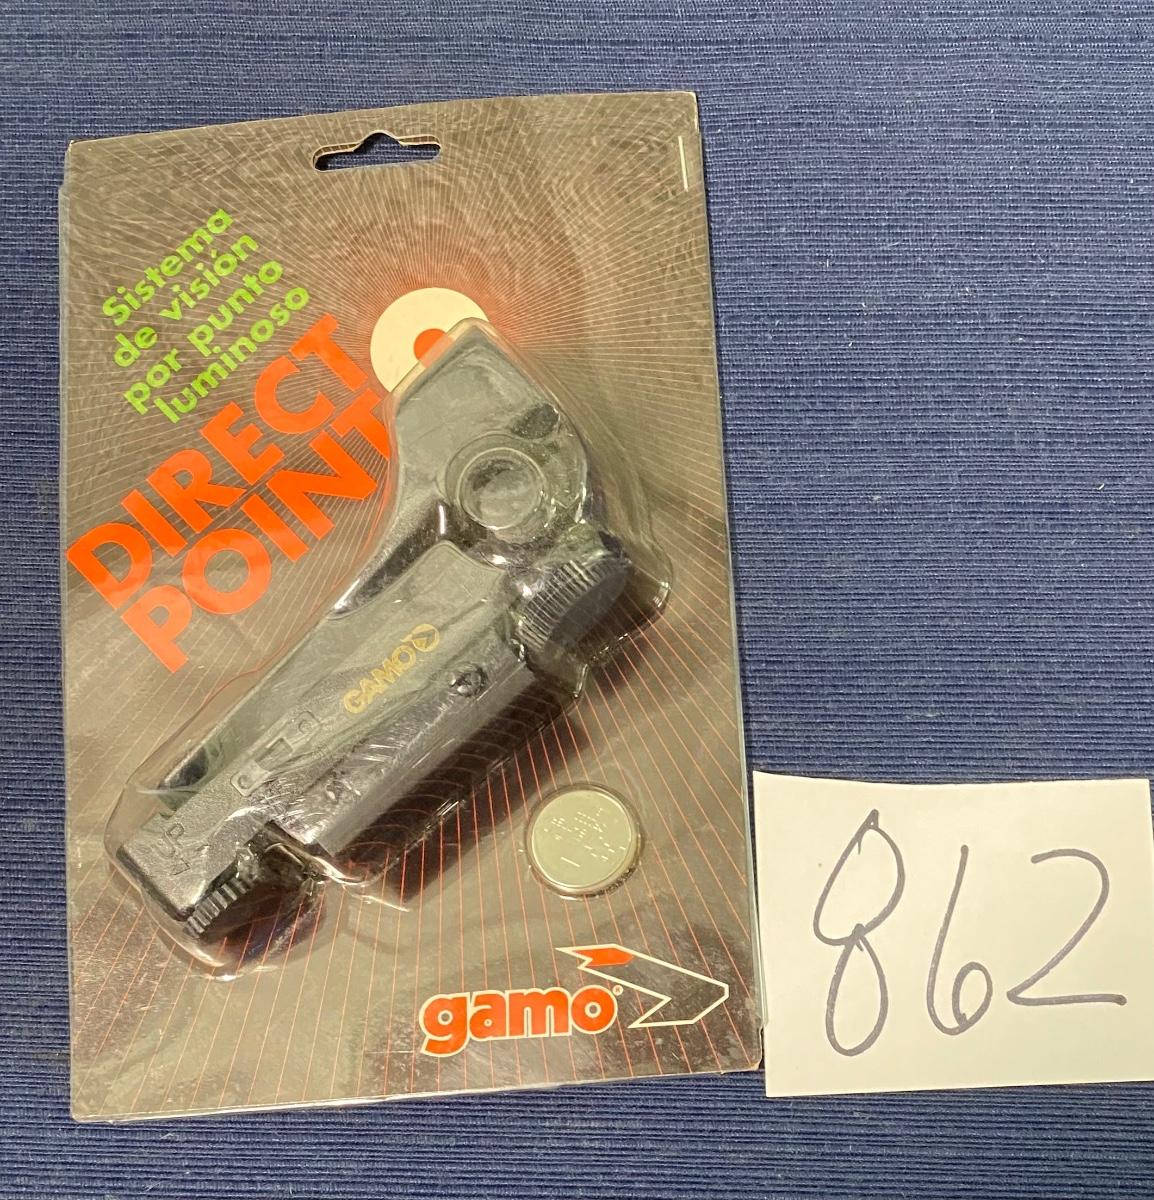 Sistema
de visión
por punto
luminoso
DIRECT
POINT
GAMO
gamo®
862